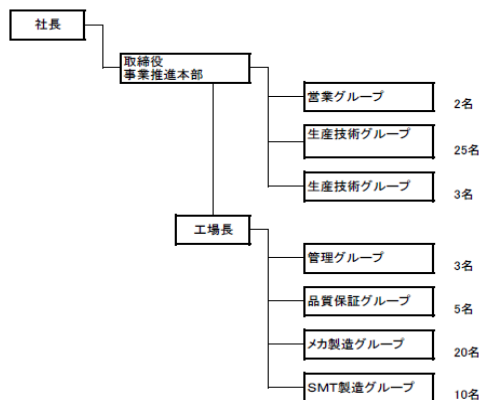 社長
取締役
事業推進本部
営業グループ
2名
生産技術グループ
25名
生産技術グループ
3名
工場長
管理グループ
3名
品質保証グループ
5名
メカ製造グループ
20名
SMT製造グループ
10名